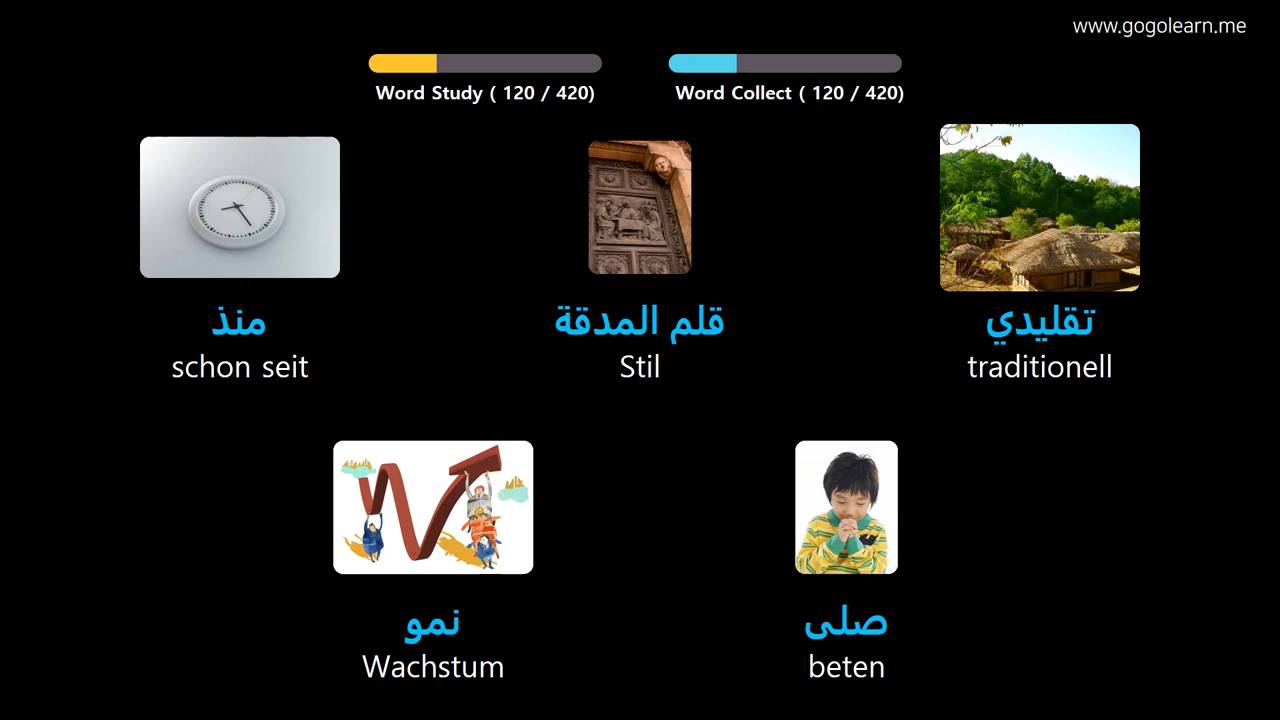 www.gogolearn.me
Word Study ( 120 / 420)
Word Collect ( 120 / 420)
منذ
schon seit
قلم المدقة
Stil
تقليدي
traditionell
نمو
Wachstum
صلى
beten